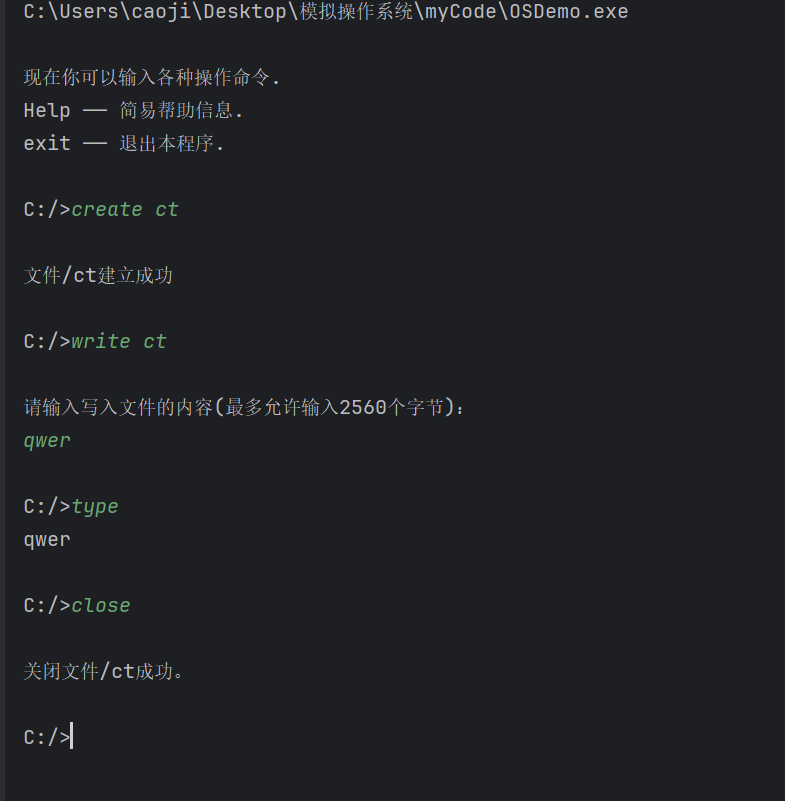 C:\Users\caoji\Desktop\模拟操作系统\myCode\OSDemo.exe
现在你可以输入各种操作命令.
Help —— 简易帮助信息.
exit —— 退出本程序.
C:/>create ct
文件/ct建立成功
C:/>write ct
请输入写入文件的内容(最多允许输入2560个字节)：
qwer
C:/>type
qwer
C:/>close
关闭文件/ct成功。
C:/>